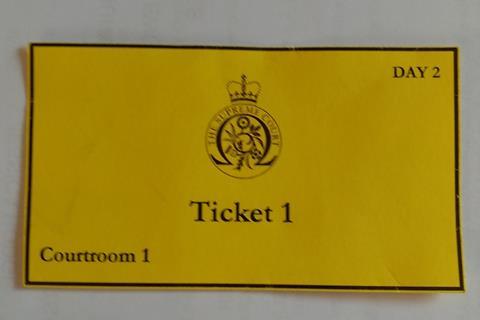 DAY 2
THE SUPREME COURT
Ticket 1
Courtroom 1